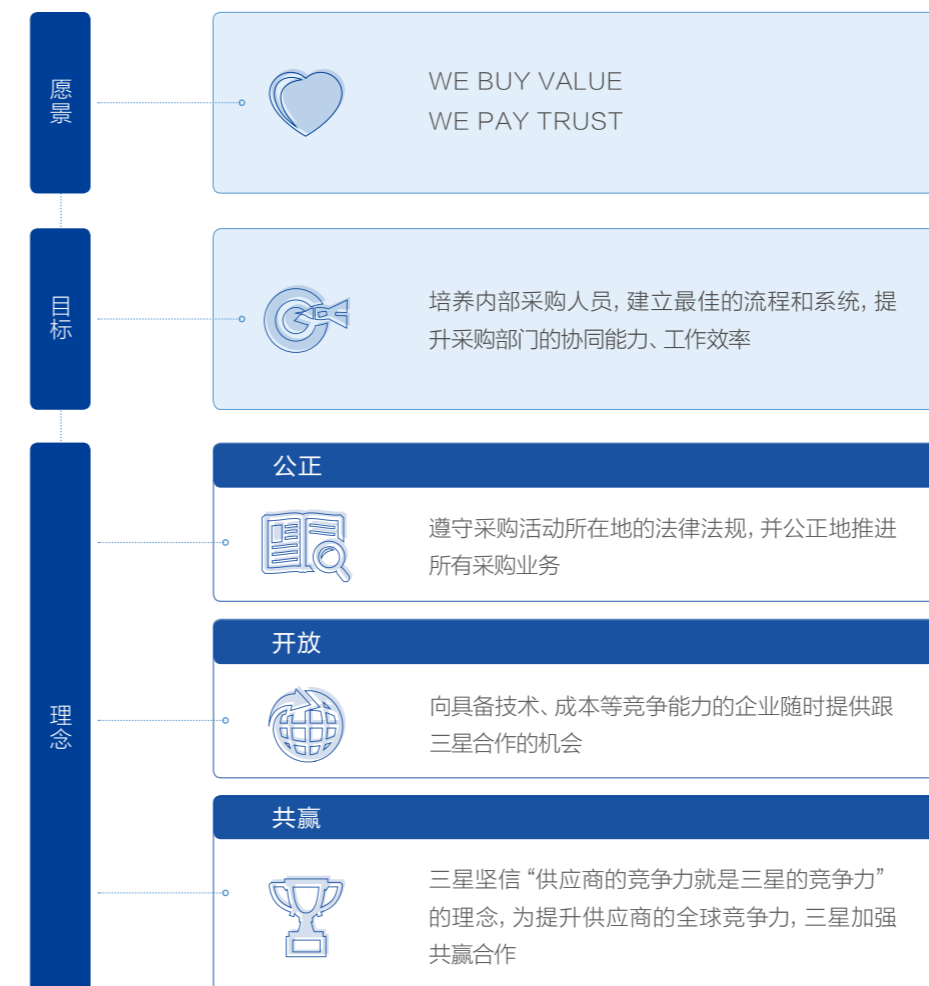 愿景
WE BUY VALUE
WE PAY TRUST
目标
培养内部采购人员, 建立最佳的流程和系统, 提
升采购部门的协同能力、工作效率
理念
公正
遵守采购活动所在地的法律法规, 并公正地推进
所有采购业务
开放
向具备技术、成本等竞争能力的企业随时提供跟
三星合作的机会
共赢
三星坚信 “供应商的竞争力就是三星的竞争力”
的理念, 为提升供应商的全球竞争力, 三星加强
共赢合作